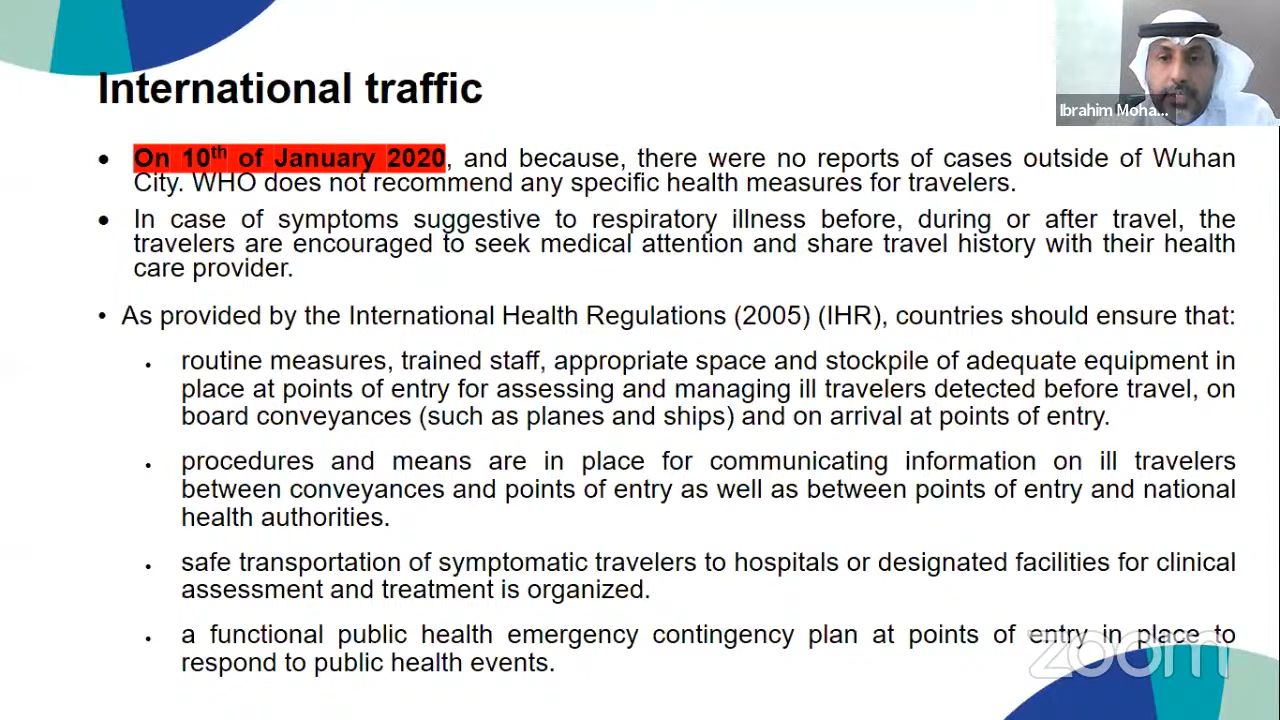 International traffic
Ibrahim Moha...
• On 10th of January 2020, and because, there were no reports of cases outside of Wuhan
City. WHO does not recommend any specific health measures for travelers.
• In case of symptoms suggestive to respiratory illness before, during or after travel, the
travelers are encouraged to seek medical attention and share travel history with their health
care provider.
• As provided by the International Health Regulations (2005) (IHR), countries should ensure that:
• routine measures, trained staff, appropriate space and stockpile of adequate equipment in
place at points of entry for assessing and managing ill travelers detected before travel, on
board conveyances (such as planes and ships) and on arrival at points of entry.
• procedures and means are in place for communicating information on ill travelers
between conveyances and points of entry as well as between points of entry and national
health authorities.
• safe transportation of symptomatic travelers to hospitals or designated facilities for clinical
assessment and treatment is organized.
• a functional public health emergency contingency plan at points of entry in place to
respond to public health events.
zoom